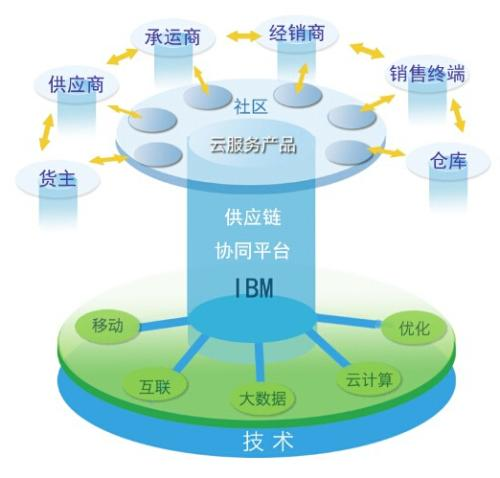 承运商
经销商
供应商
销售终端
货主
仓库
社区
云服务产品
供应链
协同平台
IBM
移动
优化
互联
云计算
大数据
技术